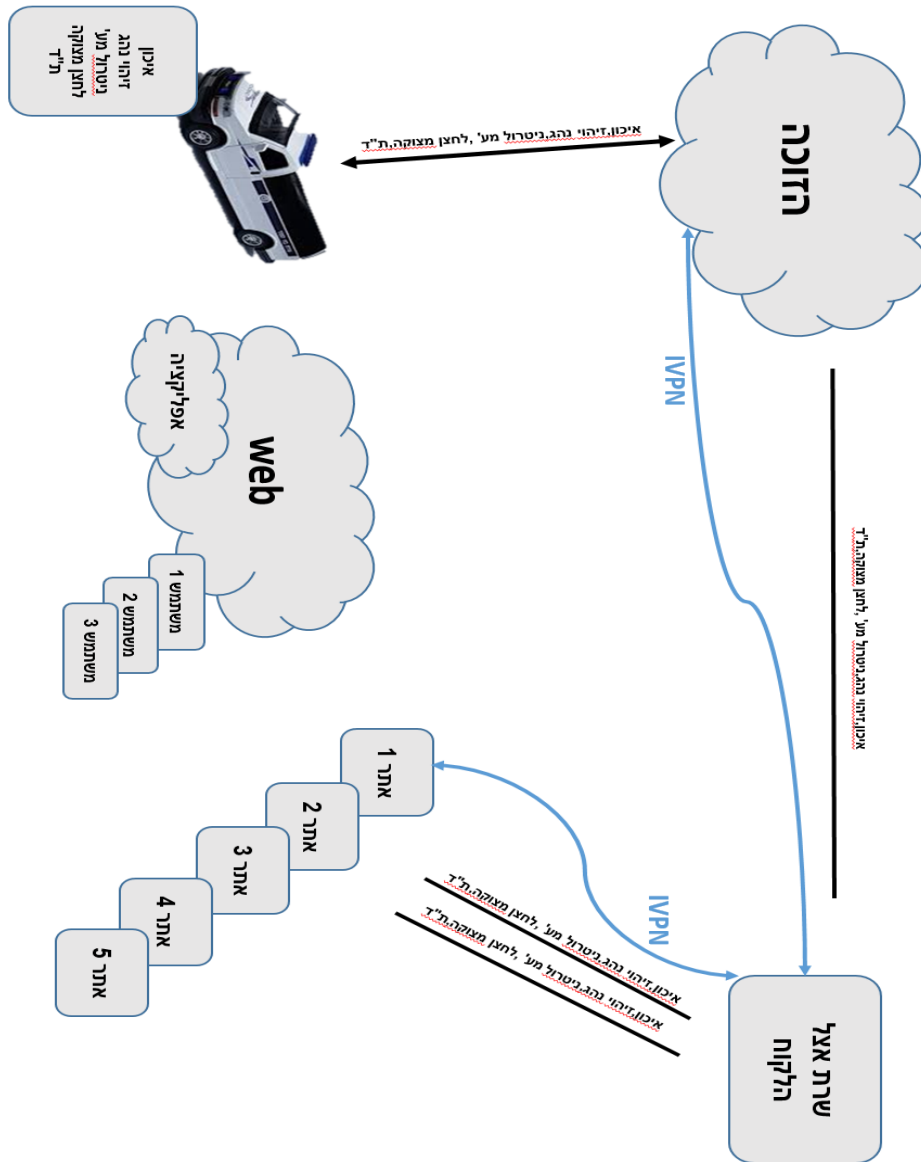 הזוכה
איכון,זיהוי נהג,ניטרול מע' ,לחצן מצוקה,ת"ד
איכון
זיהוי נהג
ניטרול מע'
לחצן מצוקה
ת"ד
IVPN
אפליקציה
web
משתמש 1
משתמש 2
משתמש 3
איכון,זיהוי נהג,ניטרול מע' ,לחצן מצוקה,ת"ד
אתר 1
אתר 2
אתר 3
אתר 4
אתר 5
IVPN
איכון,זיהוי נהג,ניטרול מע' ,לחצן מצוקה,ת"ד
איכון,זיהוי נהג,ניטרול מע' ,לחצן מצוקה,ת"ד
שרת אצל
הלקוח